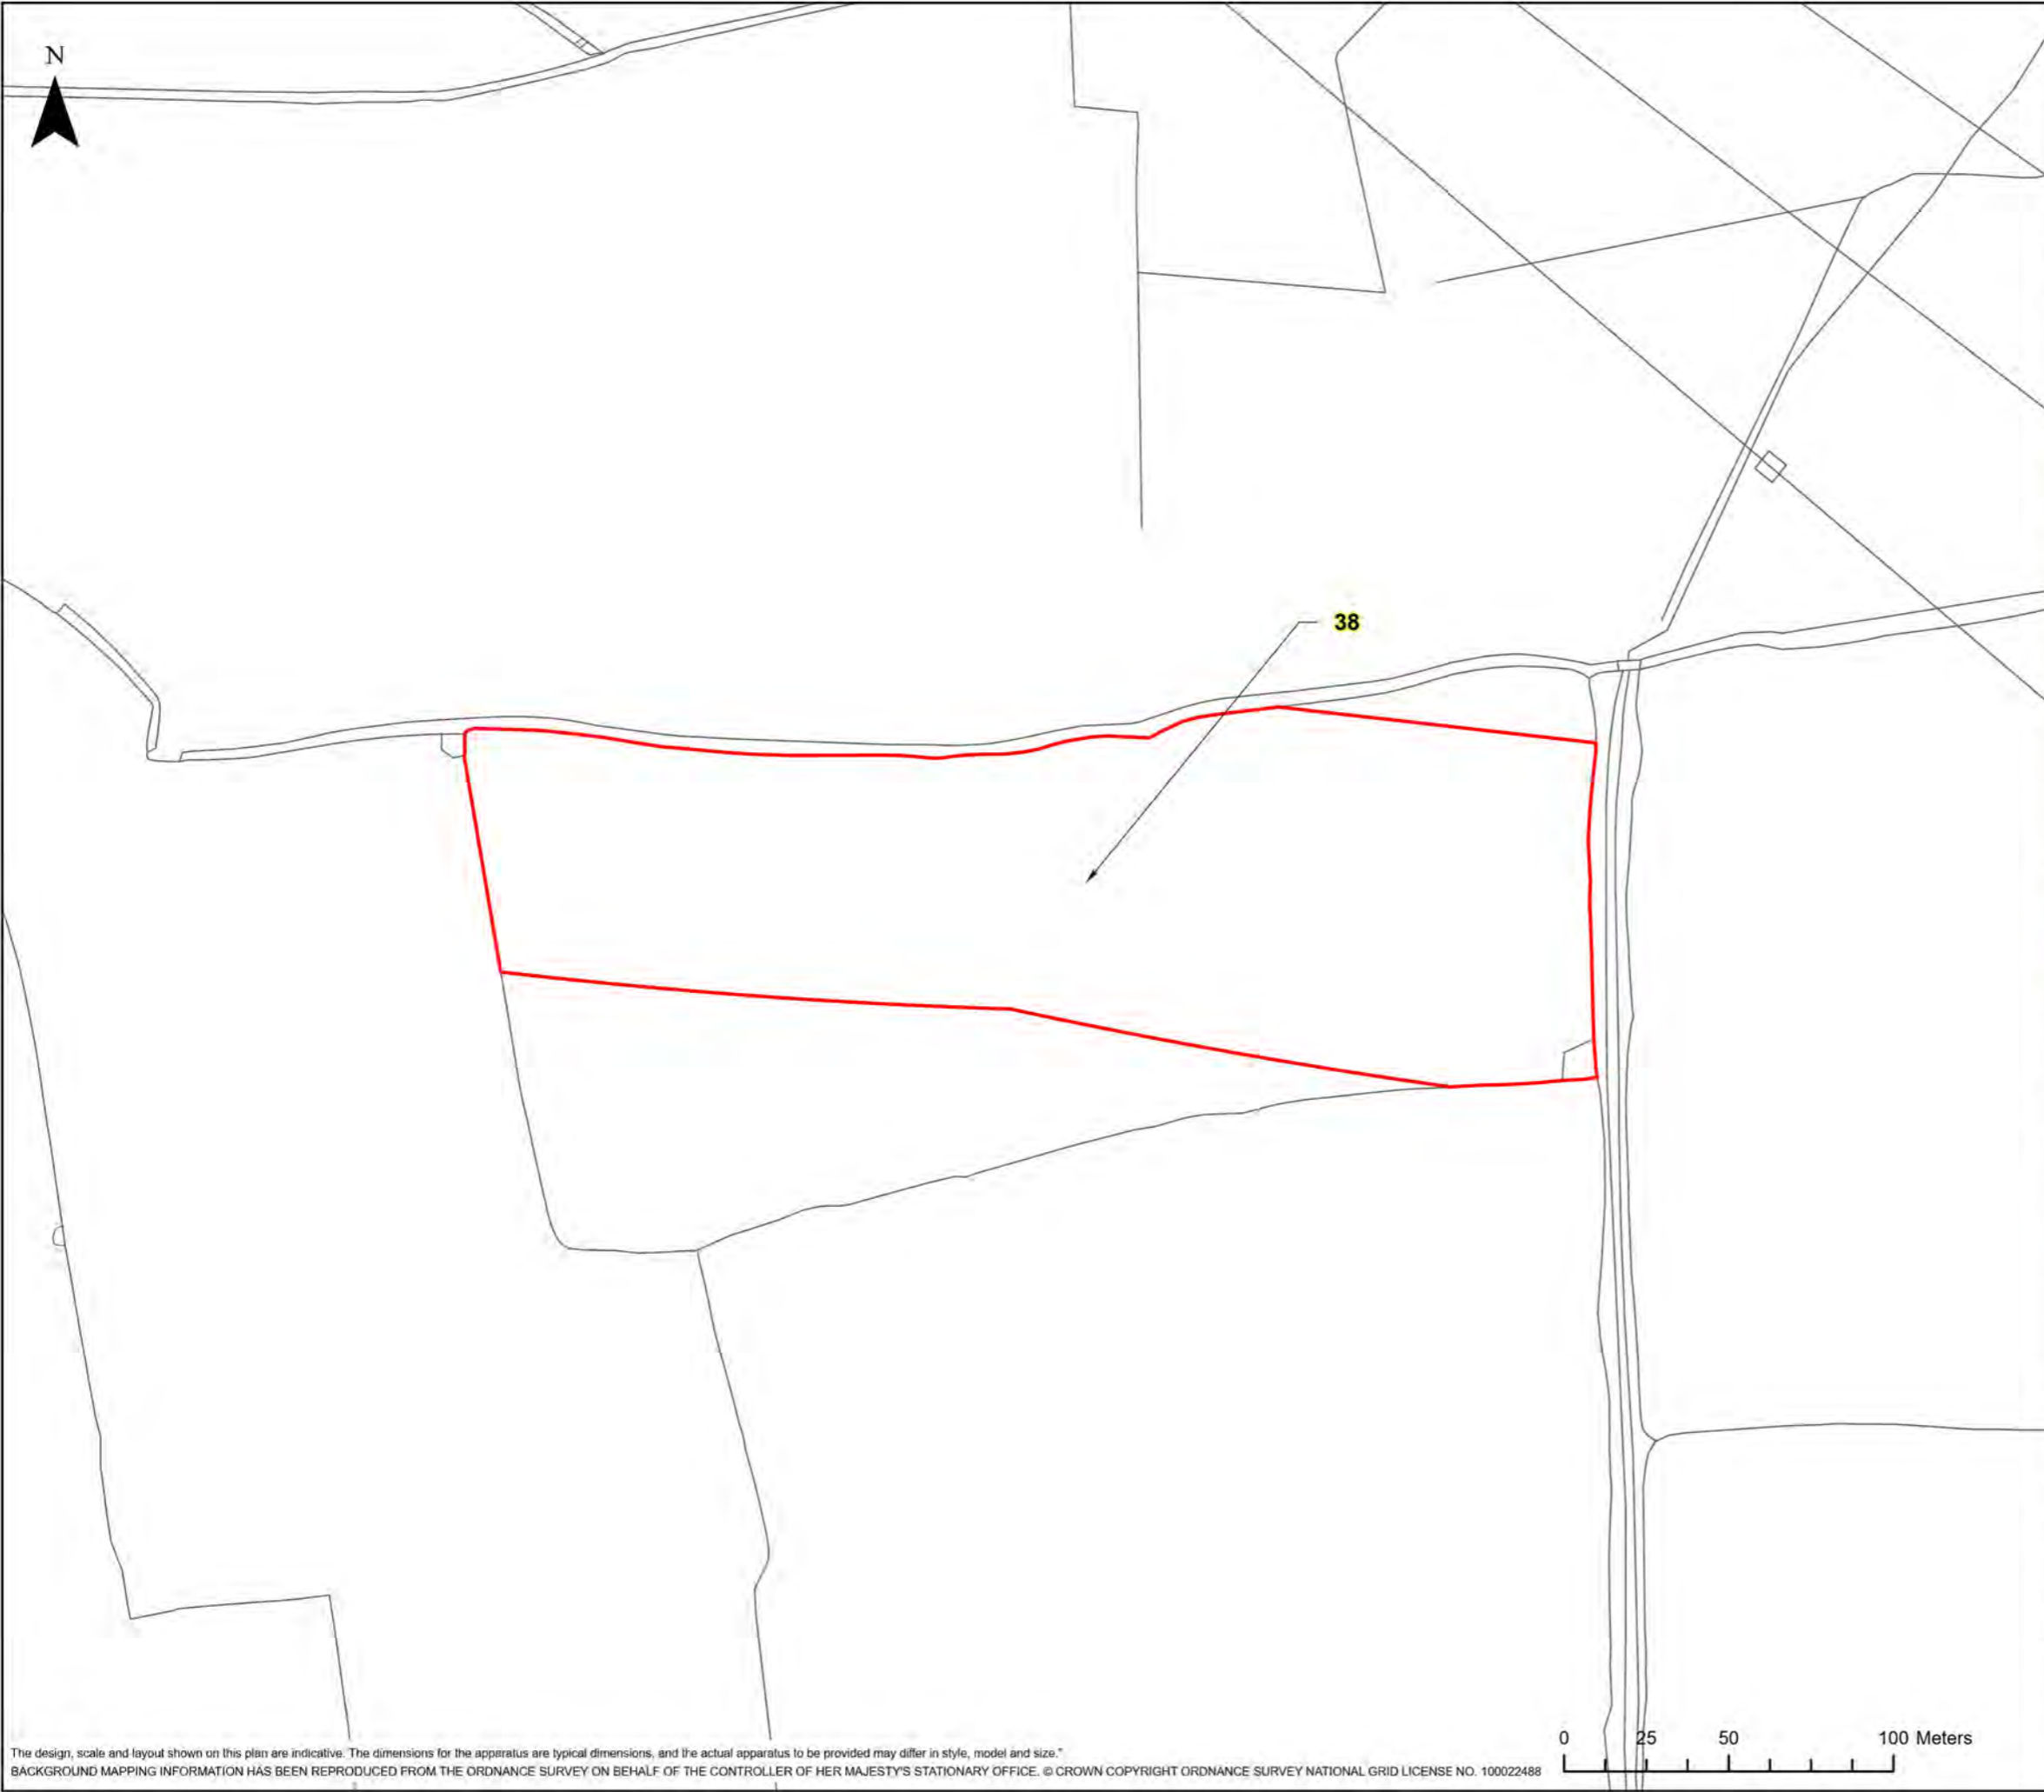 N
38
0 25 50 100 Meters
The design, scale and layout shown on this plan are indicative. The dimensions for the apparatus are typical dimensions, and the actual apparatus to be provided may differ in style, model and size."
BACKGROUND MAPPING INFORMATION HAS BEEN REPRODUCED FROM THE ORDNANCE SURVEY ON BEHALF OF THE CONTROLLER OF HER MAJESTY'S STATIONARY OFFICE. © CROWN COPYRIGHT ORDNANCE SURVEY NATIONAL GRID LICENSE NO. 100022488